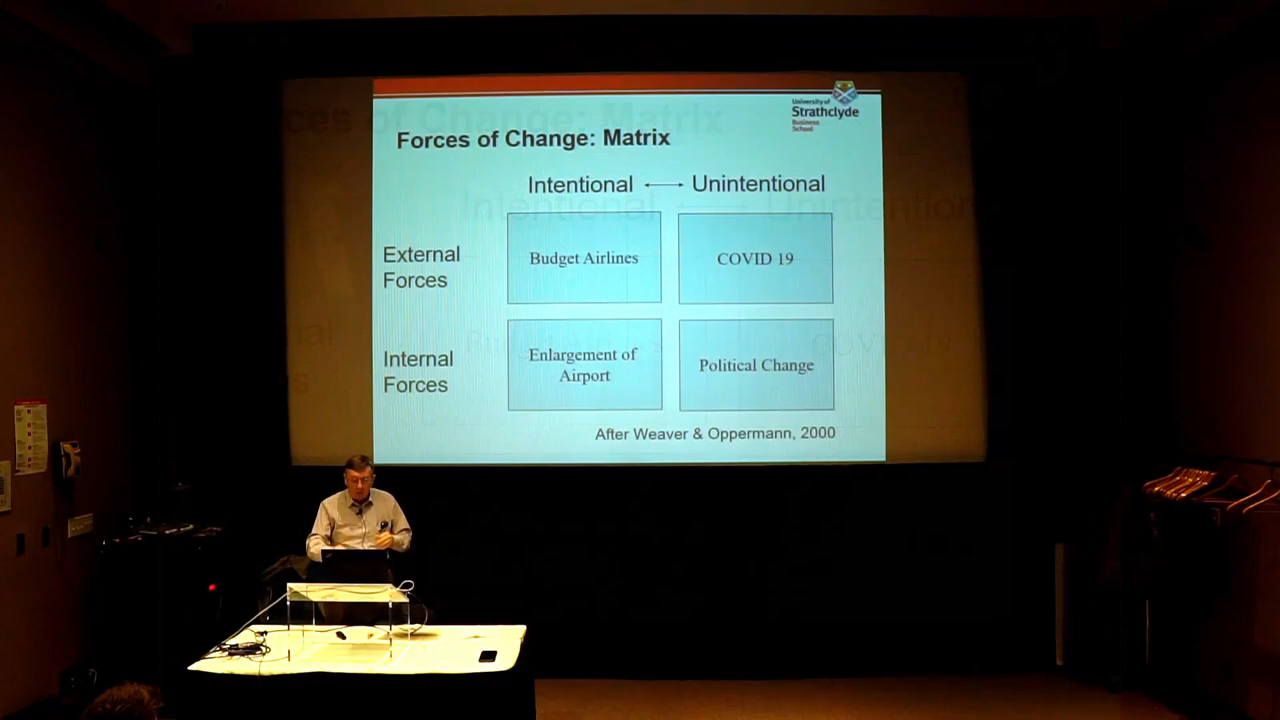 University of
Strathclyde
Business
School
Forces of Change: Matrix
Intentional Unintentional
External
Forces
Budget Airlines
COVID 19
Internal
Forces
Enlargement of
Airport
Political Change
After Weaver & Oppermann, 2000